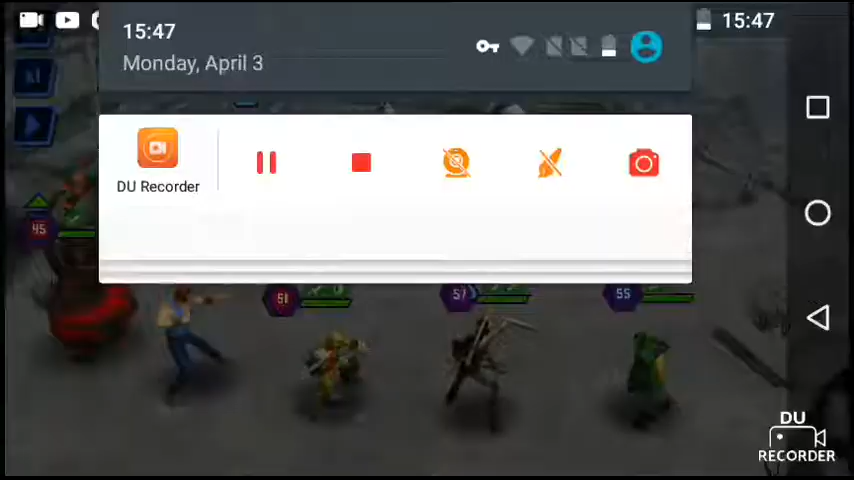 15:47
15:47
Monday, April 3
DU Recorder
45
51
57
55
DU
RECORDER